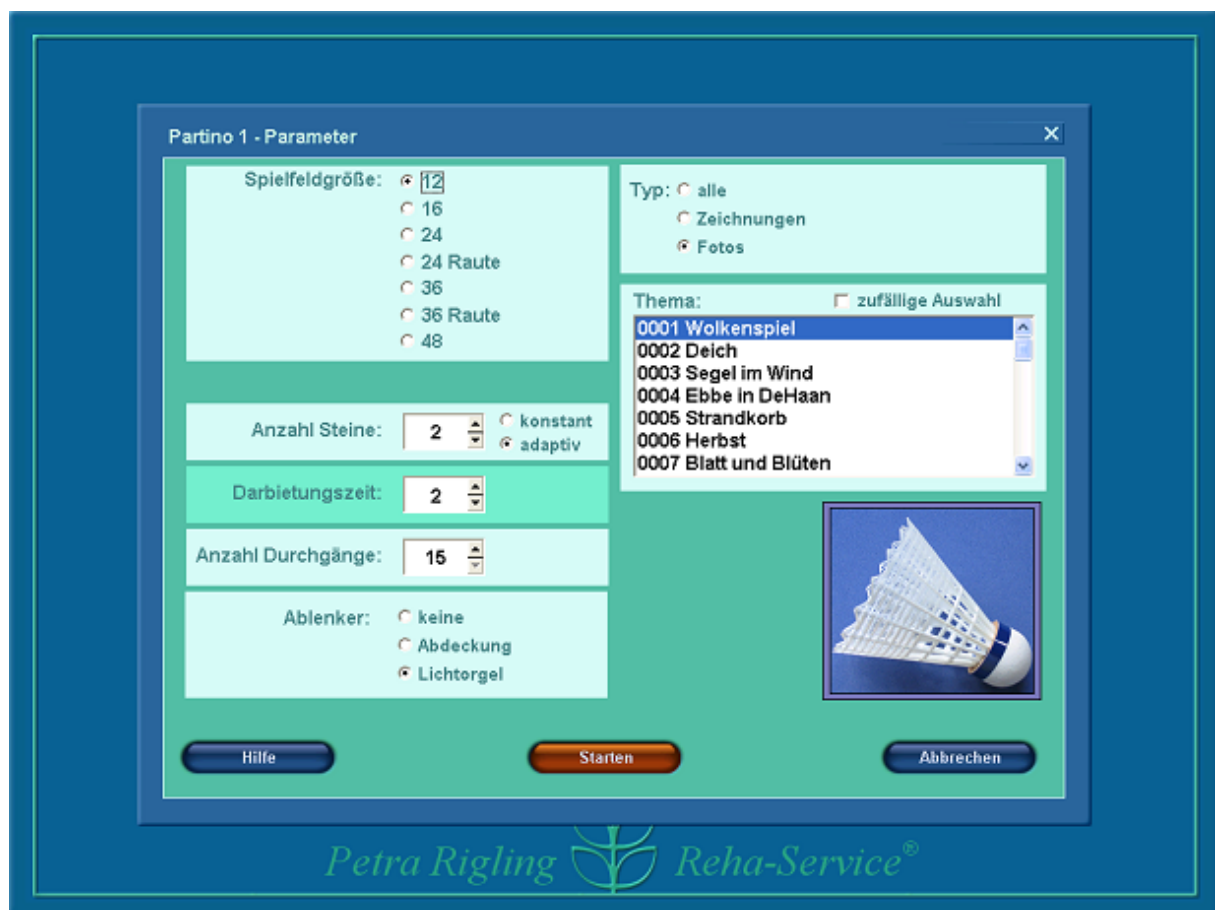 Partino 1 - Parameter
Spielfeldgröße: 12
16
24
24 Raute
36
36 Raute
48
Anzahl Steine: 2 konstant
adaptiv
Darbietungszeit: 2
Anzahl Durchgänge: 15
Ablenker: keine
Abdeckung
Lichtorgel
Typ: alle
Zeichnungen
Fotos
Thema: zufällige Auswahl
0001 Wolkenspiel
0002 Deich
0003 Segel im Wind
0004 Ebbe in DeHaan
0005 Strandkorb
0006 Herbst
0007 Blatt und Blüten
Hilfe Starten Abbrechen
Petra Rigling Reha-Service®